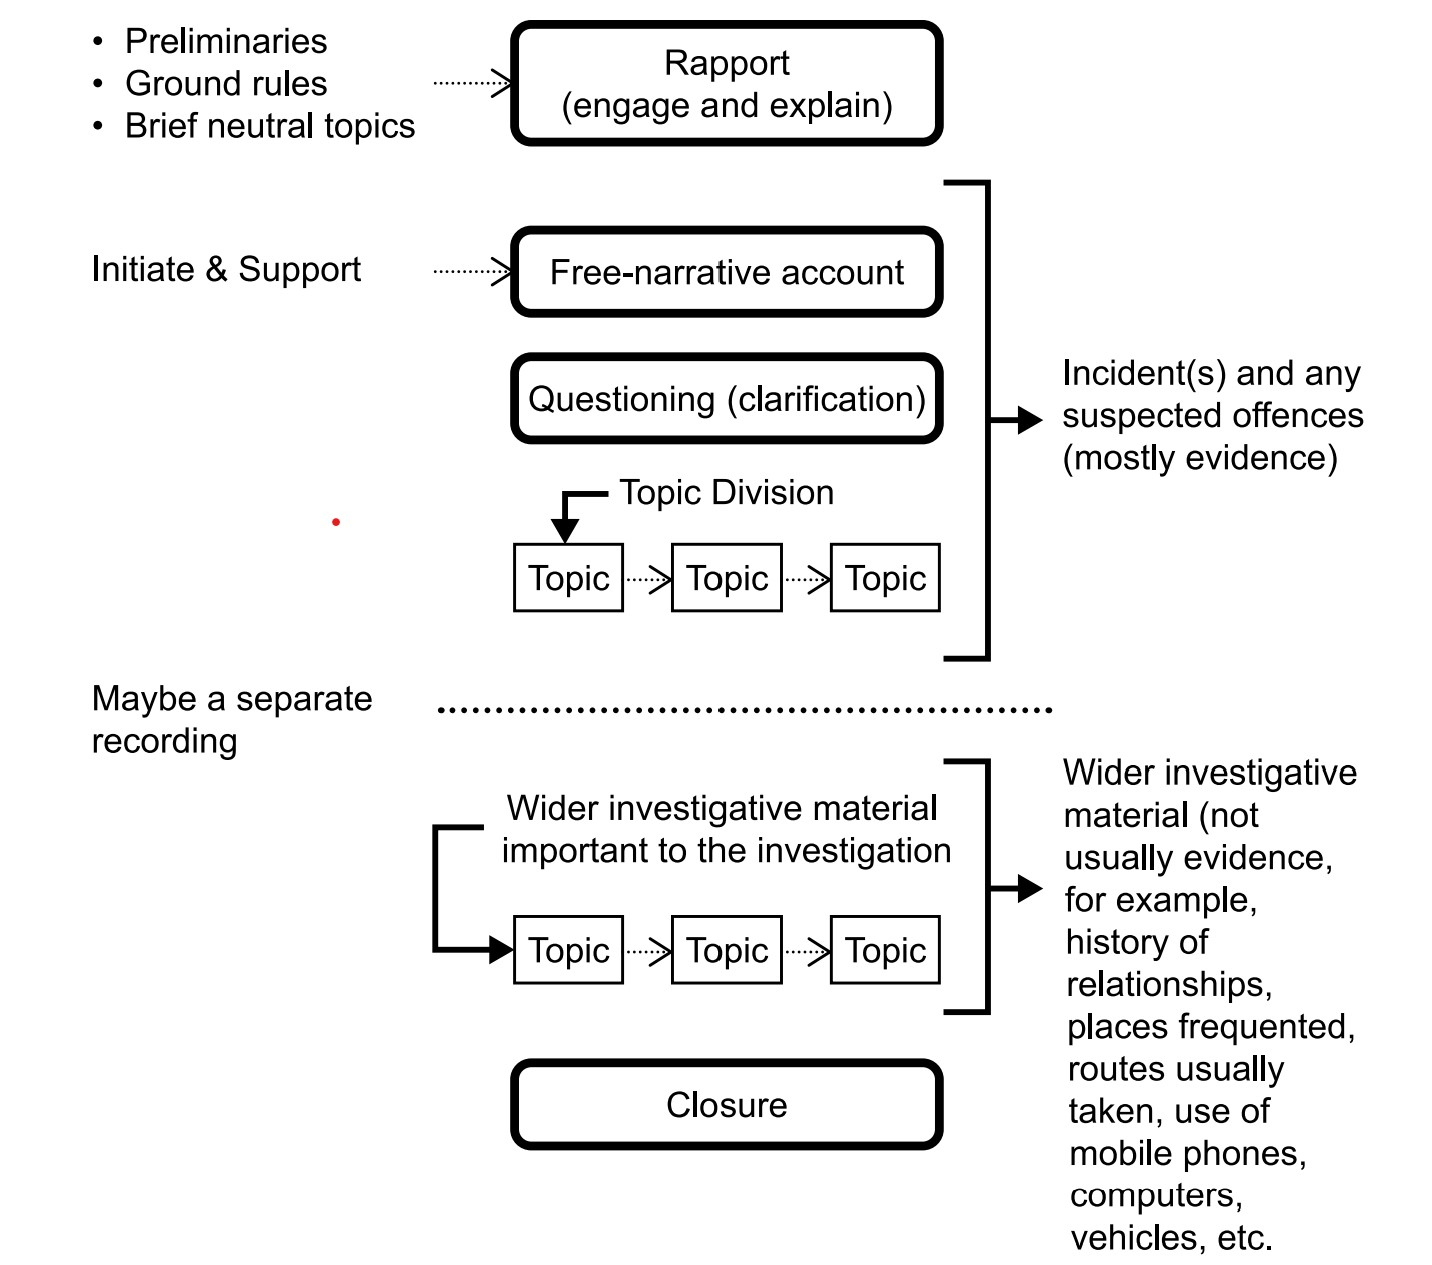 • Preliminaries
• Ground rules
• Brief neutral topics
Rapport
(engage and explain)
Initiate & Support
Free-narrative account
Questioning (clarification)
Incident(s) and any
suspected offences
(mostly evidence)
Topic Division
Topic
Topic
Topic
Maybe a separate
recording
Wider investigative material
important to the investigation
Topic
Topic
Topic
Wider investigative
material (not
usually evidence,
for example,
history of
relationships,
places frequented,
routes usually
taken, use of
mobile phones,
computers,
vehicles, etc.
Closure